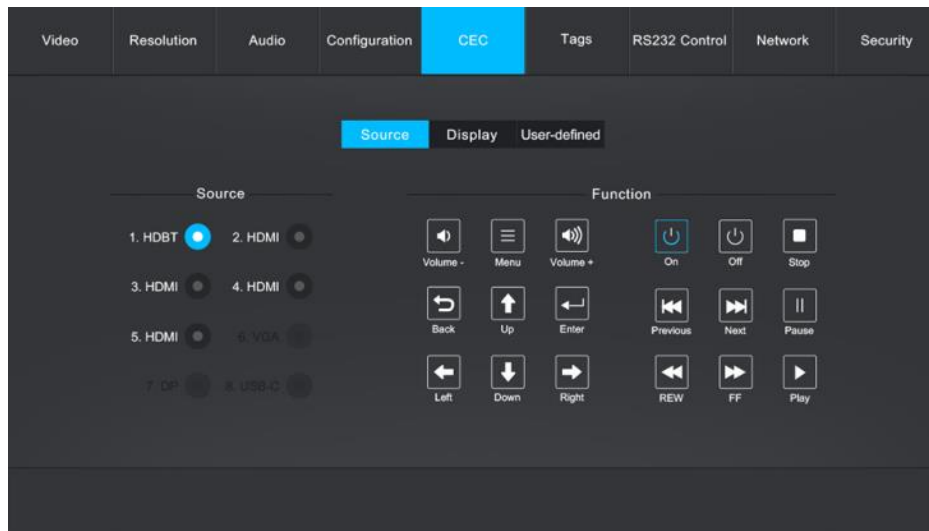 Video Resolution Audio Configuration CEC Tags RS232 Control Network Security
Source Display User-defined
Source Function
1. HDBT 2. HDMI
3. HDMI 4. HDMI
5. HDMI 6. VGA
7. DP 8. USB-C
Volume - Menu Volume + On Off Stop
Back Up Enter Previous Next Pause
Left Down Right REW FF Play